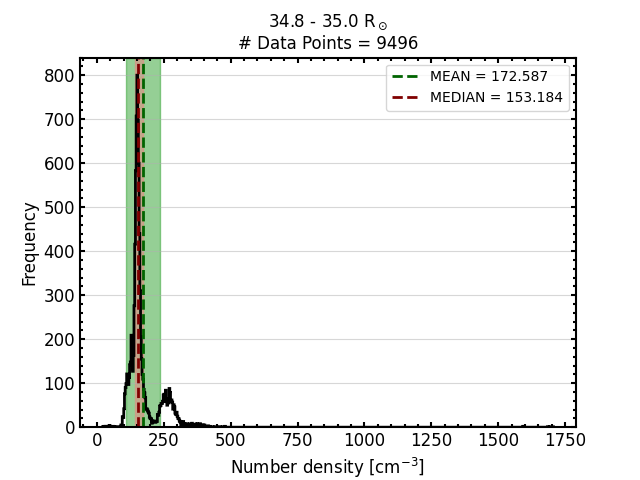 34.8 - 35.0 R⊙
# Data Points = 9496
MEAN = 172.587
MEDIAN = 153.184
800
700
600
500
400
300
200
100
0
Frequency
0 250 500 750 1000 1250 1500 1750
Number density [cm⁻³]